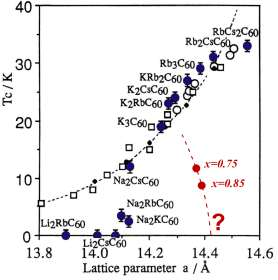 40
30
20
10
0
Tc / K
RbCs2C60
Rb2CsC60
Rb3C60
KRb2C60
K2CsC60
K2RbC60
K3C60
Na2CsC60
x=0.75
x=0.85
Na2RbC60
Na2KC60
Li2RbC60
Li2CsC60
?
13.8 14.0 14.2 14.4 14.6
Lattice parameter a / Å